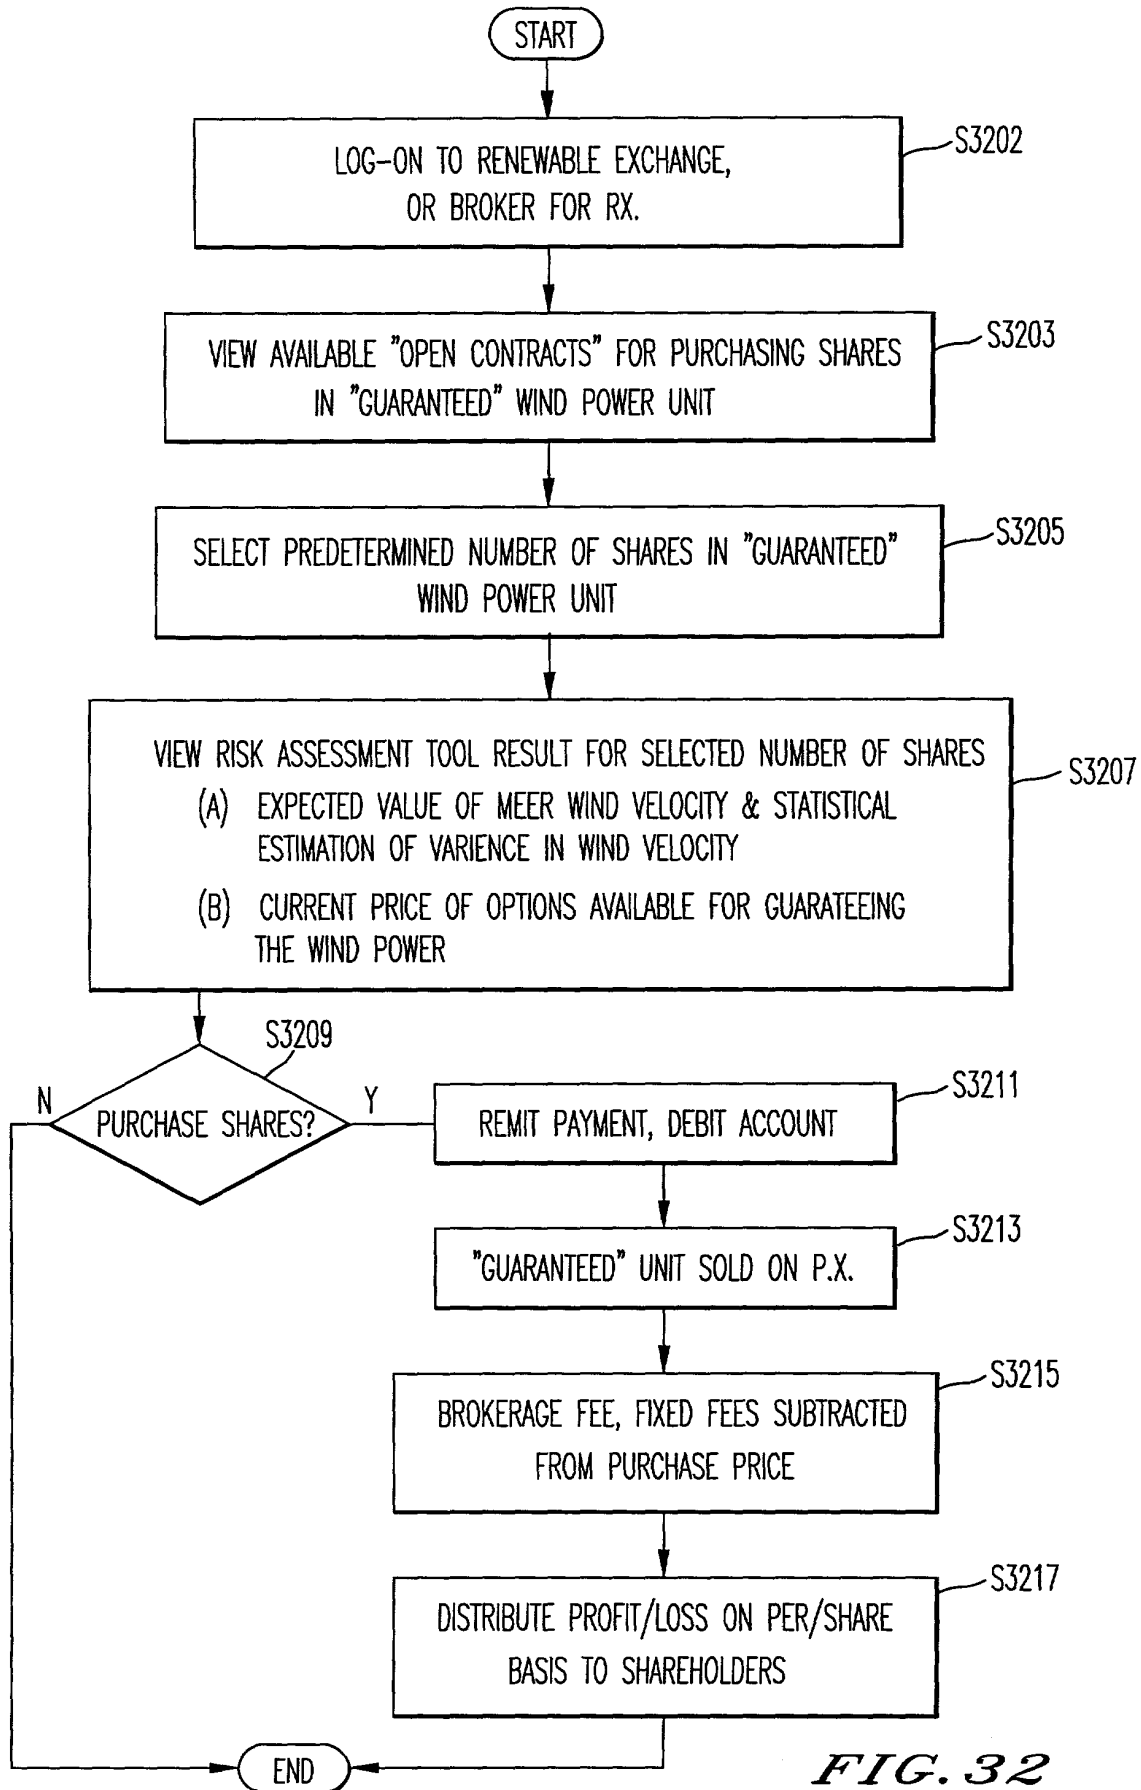 START
S3202
LOG-ON TO RENEWABLE EXCHANGE,
OR BROKER FOR RX.
S3203
VIEW AVAILABLE "OPEN CONTRACTS" FOR PURCHASING SHARES
IN "GUARANTEED" WIND POWER UNIT
S3205
SELECT PREDETERMINED NUMBER OF SHARES IN "GUARANTEED"
WIND POWER UNIT
S3207
VIEW RISK ASSESSMENT TOOL RESULT FOR SELECTED NUMBER OF SHARES
(A) EXPECTED VALUE OF MEER WIND VELOCITY & STATISTICAL
ESTIMATION OF VARIENCE IN WIND VELOCITY
(B) CURRENT PRICE OF OPTIONS AVAILABLE FOR GUARATEEING
THE WIND POWER
S3209
N
PURCHASE SHARES?
Y
S3211
REMIT PAYMENT, DEBIT ACCOUNT
S3213
"GUARANTEED" UNIT SOLD ON P.X.
S3215
BROKERAGE FEE, FIXED FEES SUBTRACTED
FROM PURCHASE PRICE
S3217
DISTRIBUTE PROFIT/LOSS ON PER/SHARE
BASIS TO SHAREHOLDERS
END
FIG. 32